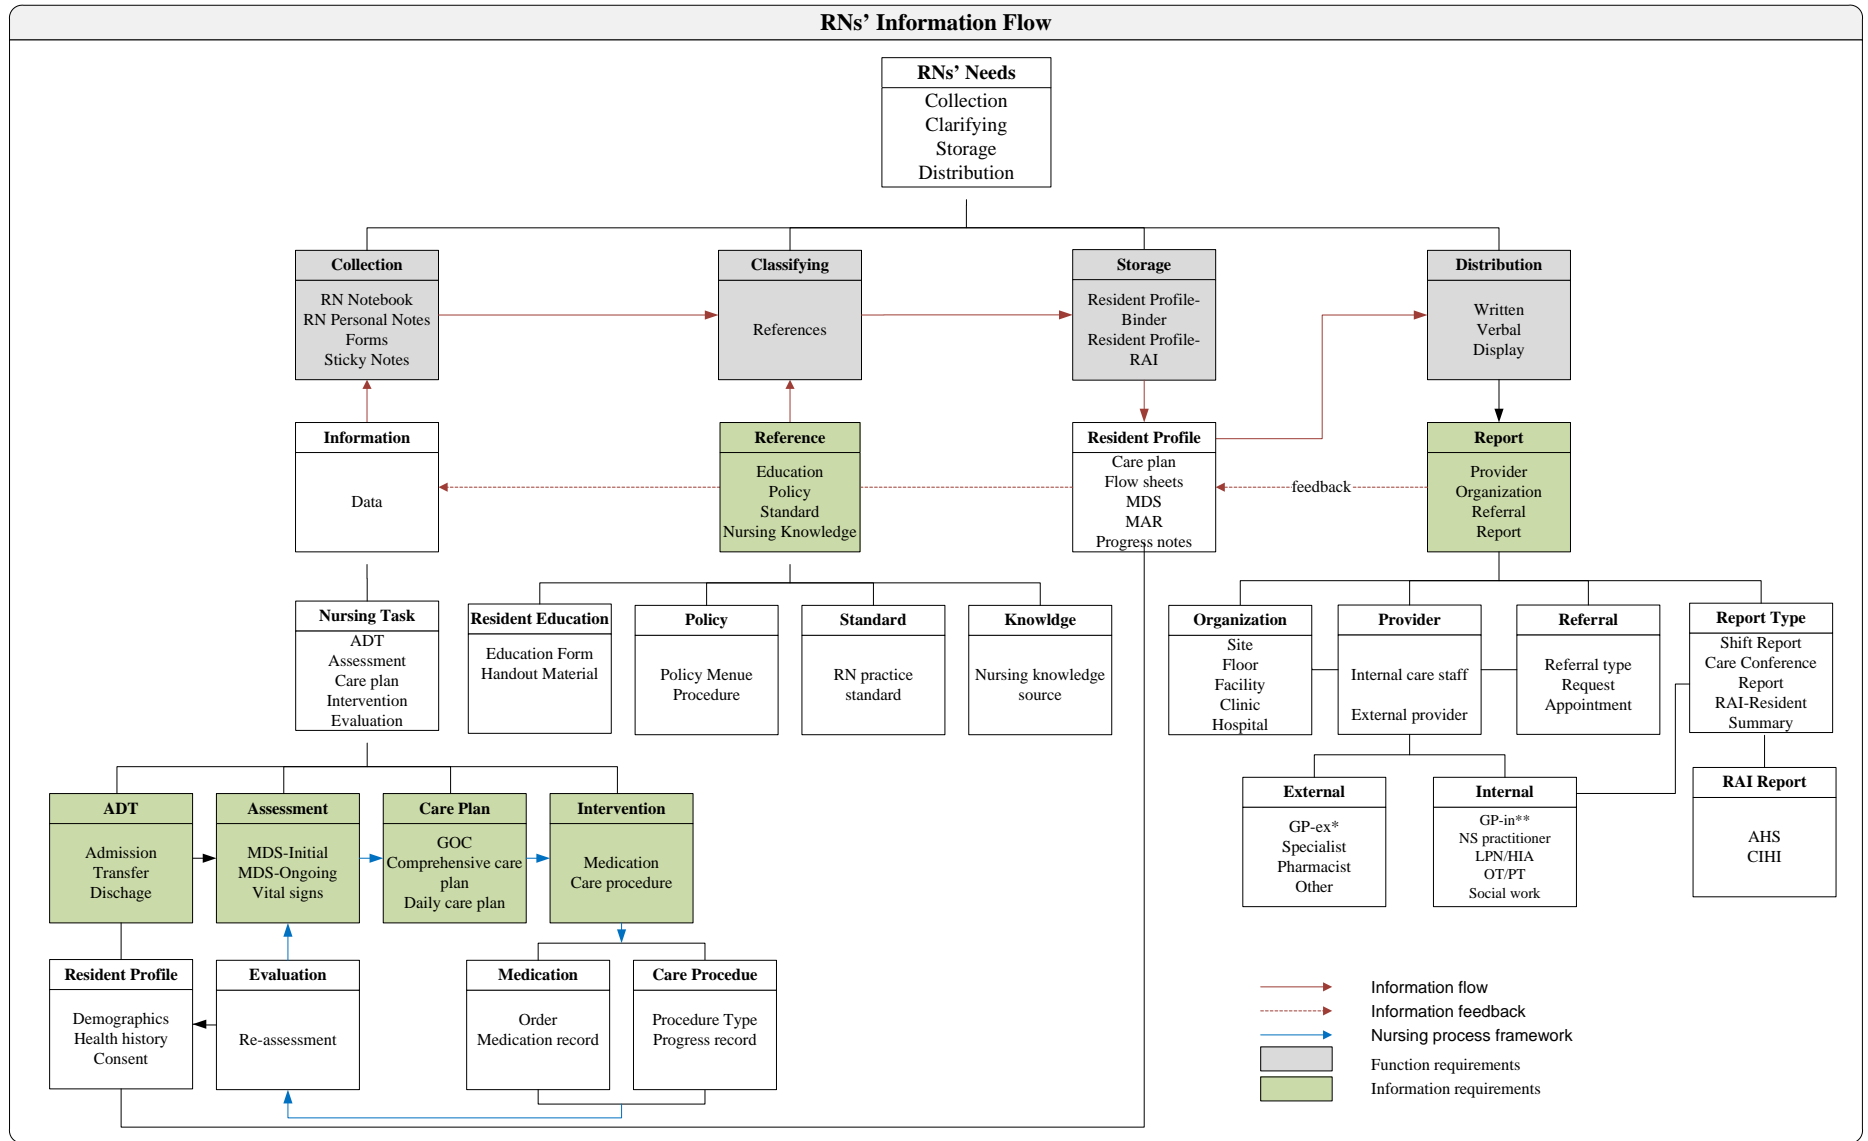 RNs' Information Flow
RNs' Needs
Collection
Clarifying
Storage
Distribution
Collection
RN Notebook
RN Personal Notes
Forms
Sticky Notes
Classifying
References
Storage
Resident Profile-
Binder
Resident Profile-
RAI
Distribution
Written
Verbal
Display
Information
Data
Reference
Education
Policy
Standard
Nursing Knowledge
Resident Profile
Care plan
Flow sheets
MDS
MAR
Progress notes
feedback
Report
Provider
Organization
Referral
Report
Nursing Task
ADT
Assessment
Care plan
Intervention
Evaluation
Resident Education
Education Form
Handout Material
Policy
Policy Menue
Procedure
Standard
RN practice
standard
Knowldge
Nursing knowledge
source
Organization
Site
Floor
Facility
Clinic
Hospital
Provider
Internal care staff
External provider
Referral
Referral type
Request
Appointment
Report Type
Shift Report
Care Conference
Report
RAI-Resident
Summary
ADT
Admission
Transfer
Dischage
Assessment
MDS-Initial
MDS-Ongoing
Vital signs
Care Plan
GOC
Comprehensive care
plan
Daily care plan
Intervention
Medication
Care procedure
External
GP-ex*
Specialist
Pharmacist
Other
Internal
GP-in**
NS practitioner
LPN/HIA
OT/PT
Social work
RAI Report
AHS
CIHI
Resident Profile
Demographics
Health history
Consent
Evaluation
Re-assessment
Medication
Order
Medication record
Care Procedue
Procedure Type
Progress record
Information flow
Information feedback
Nursing process framework
Function requirements
Information requirements